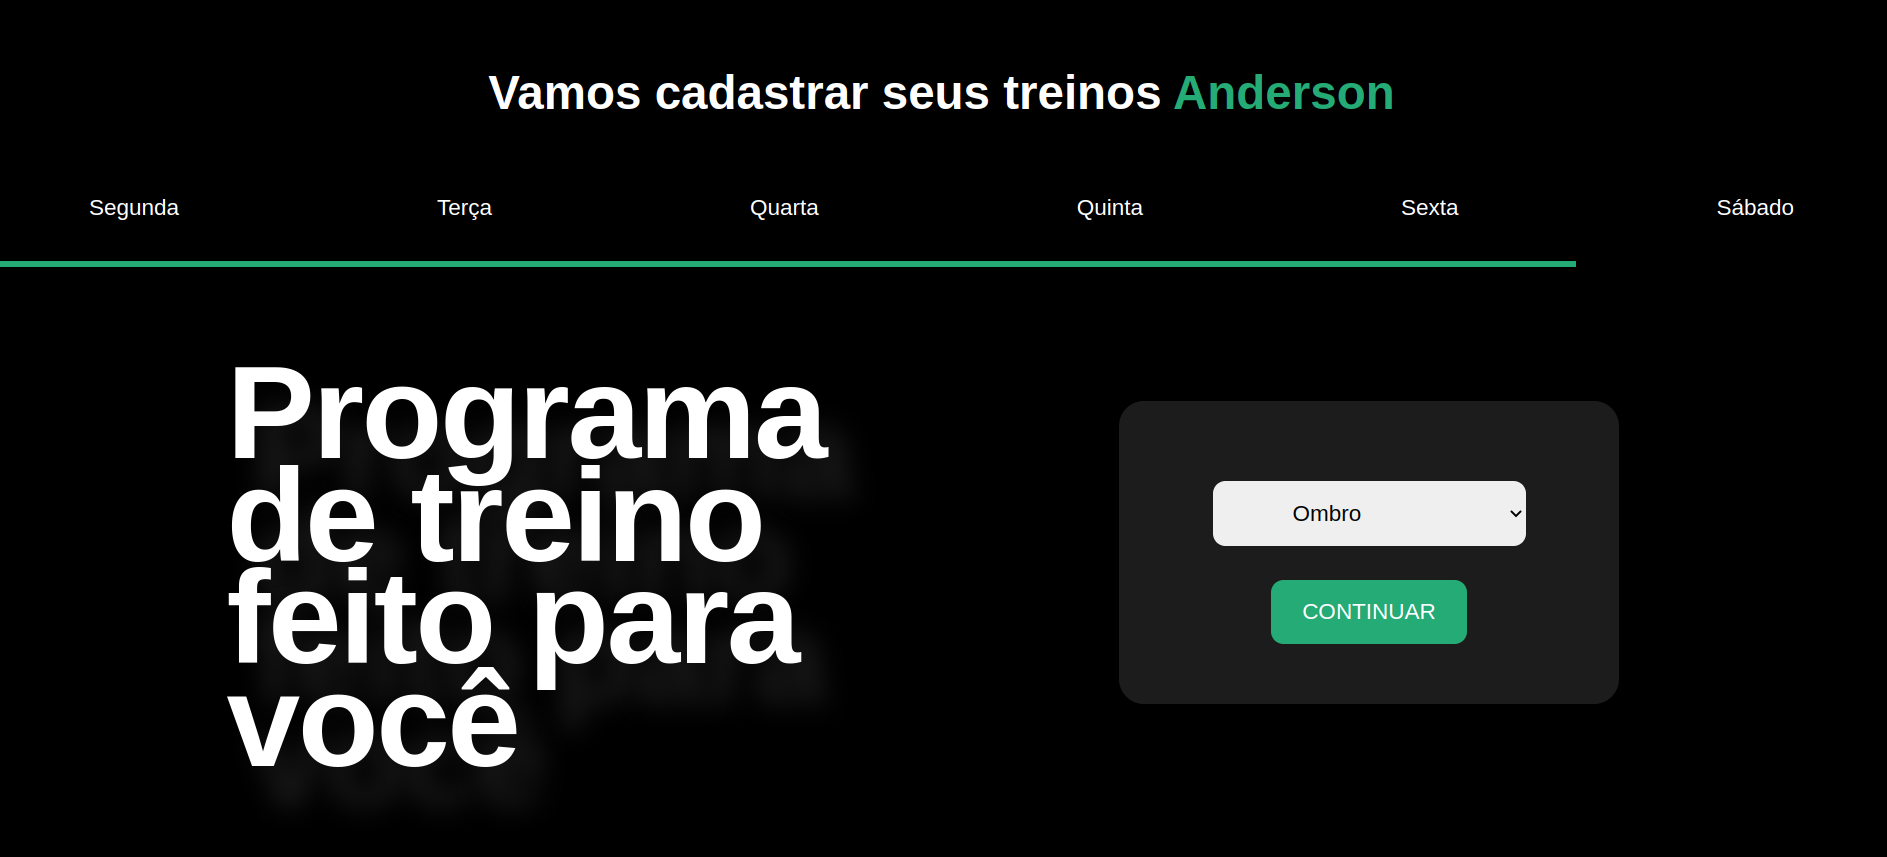 Vamos cadastrar seus treinos Anderson
Segunda Terça Quarta Quinta Sexta Sábado
Programa
de treino
feito para
você
Ombro
CONTINUAR